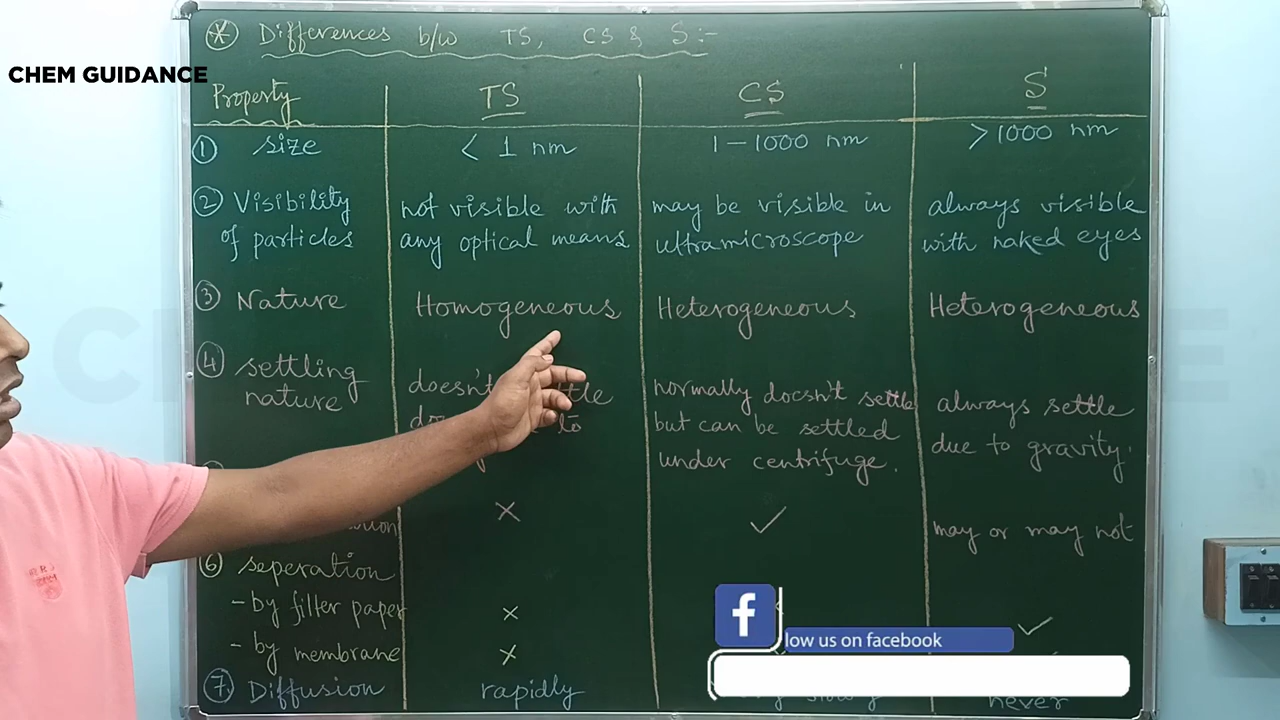 CHEM GUIDANCE
* Differences b/w TS, CS & S:-
Property TS CS S
① size < 1 nm 1 – 1000 nm > 1000 nm
② Visibility not visible with may be visible in always visible
of particles any optical means ultramicroscope with naked eyes
③ Nature Homogeneous Heterogeneous Heterogeneous
④ settling doesn't normally doesn't settle always settle
nature but can be settled due to gravity.
under centrifuge.
× ✓ may or may not
⑥ seperation
- by filter paper × ✓
- by membrane ×
⑦ Diffusion rapidly never
f
low us on facebook